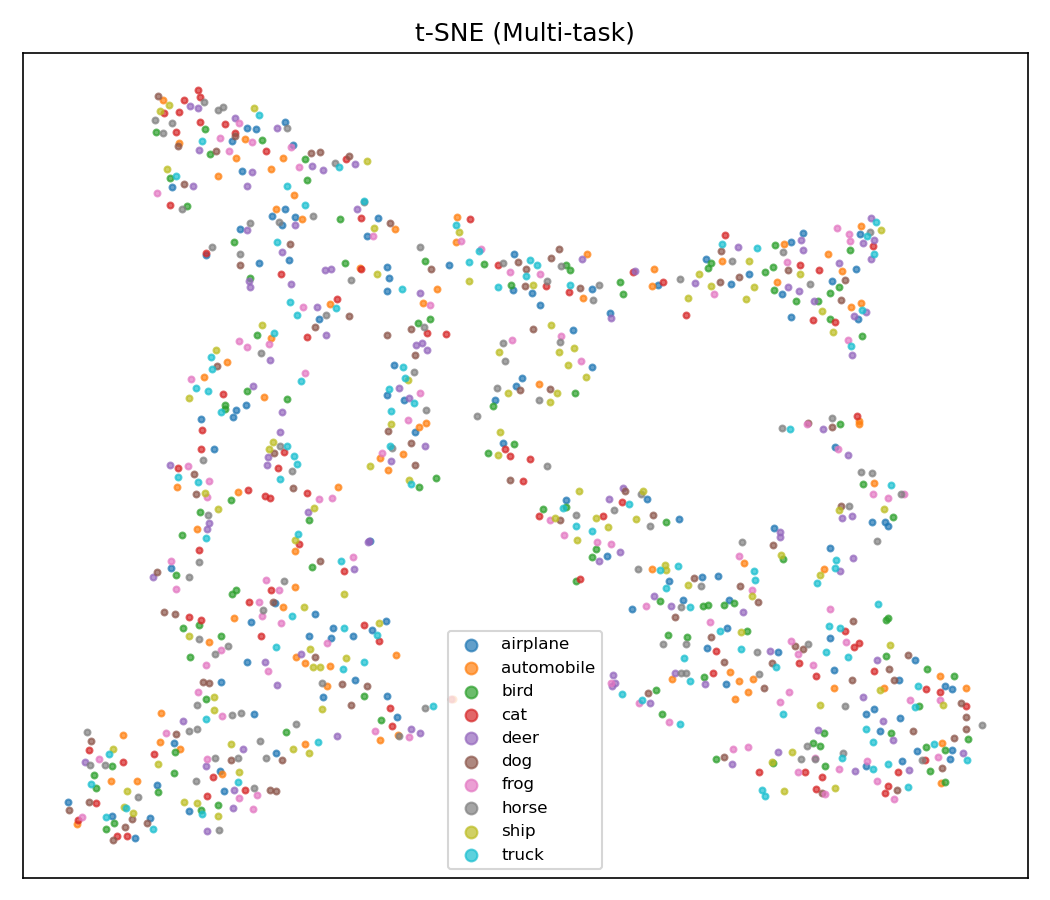 t-SNE (Multi-task)
airplane
automobile
bird
cat
deer
dog
frog
horse
ship
truck